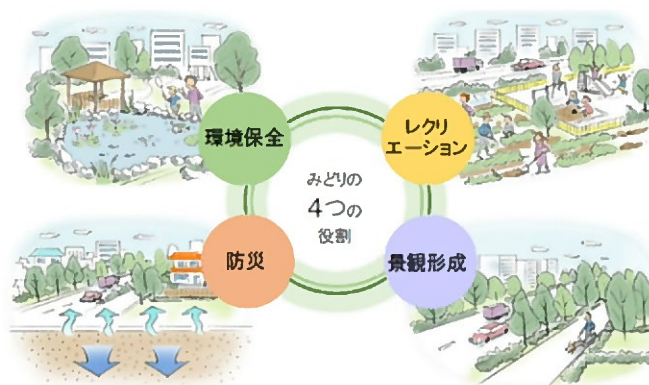 環境保全
レクリ
エーション
みどりの
4つの
役割
防災
景観形成